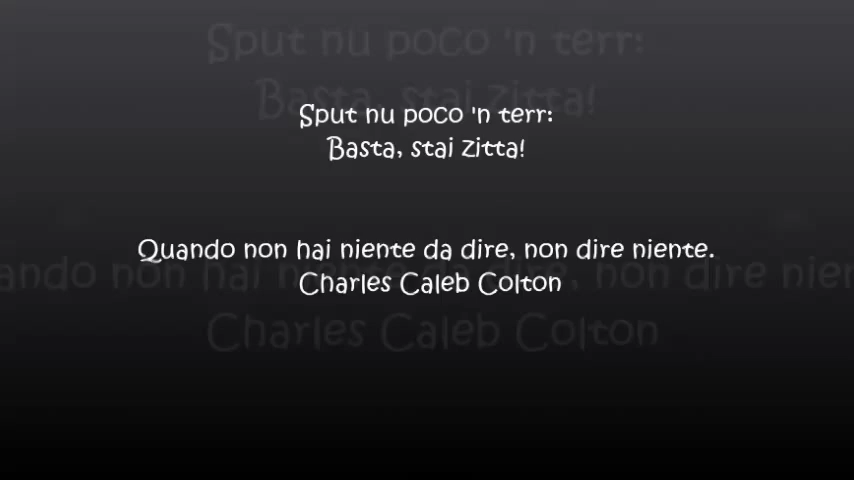 Sput nu poco 'n terr:
Basta, stai zitta!
Quando non hai niente da dire, non dire niente.
Charles Caleb Colton